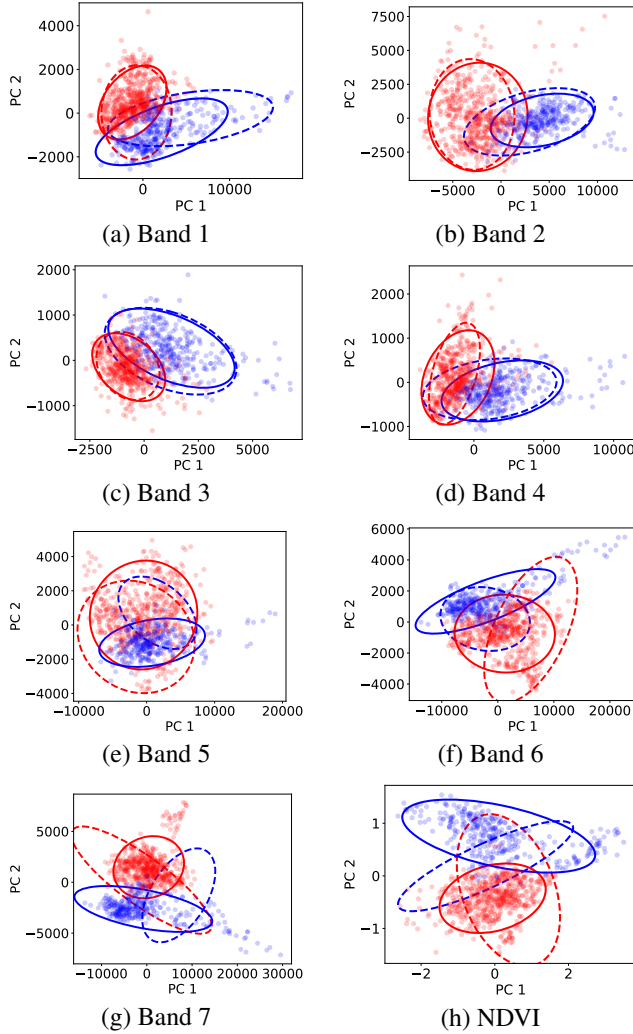 4000
2000
0
−2000
PC 2
0
10000
PC 1
(a) Band 1
7500
5000
2500
0
−2500
PC 2
−5000
0
5000
10000
PC 1
(b) Band 2
2000
1000
0
−1000
PC 2
−2500
0
2500
5000
PC 1
(c) Band 3
2000
1000
0
−1000
PC 2
0
5000
10000
PC 1
(d) Band 4
4000
2000
0
−2000
−4000
PC 2
−10000
0
10000
20000
PC 1
(e) Band 5
6000
4000
2000
0
−2000
−4000
PC 2
−10000
0
10000
20000
PC 1
(f) Band 6
5000
0
−5000
PC 2
−10000
0
10000
20000
30000
PC 1
(g) Band 7
1
0
−1
PC 2
−2
0
2
PC 1
(h) NDVI